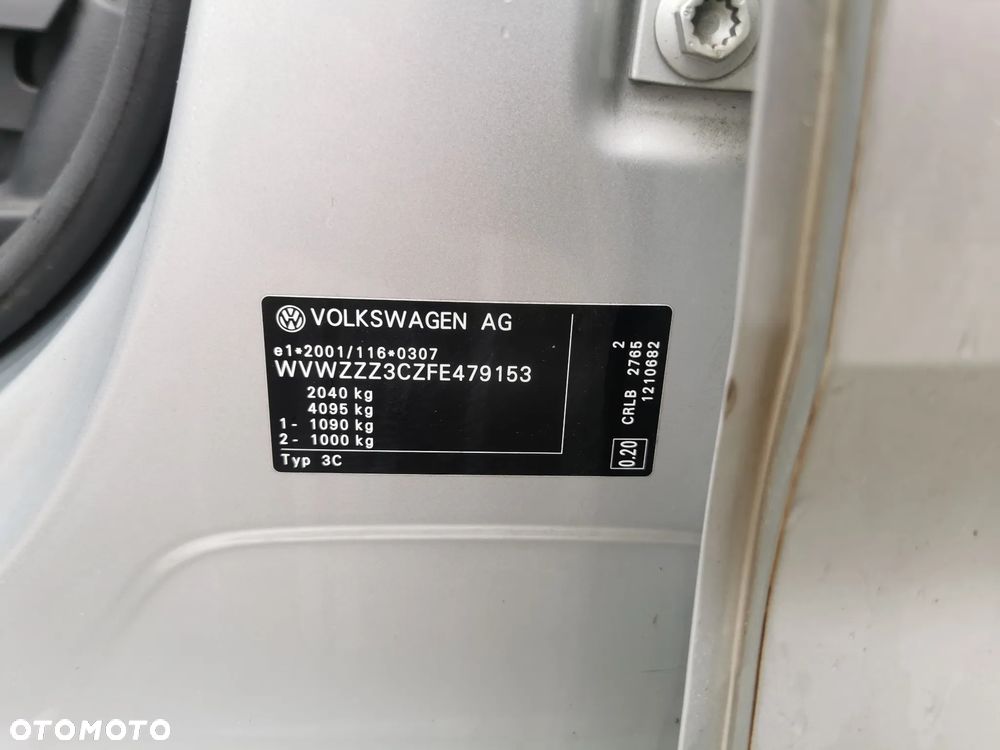 VOLKSWAGEN AG
e1*2001/116*0307
WVWZZZ3CZFE479153
2040 kg
4095 kg
1- 1090 kg
2- 1000 kg
Typ 3C
2
CRLB 2765
1210682
0.20
OTOMOTO